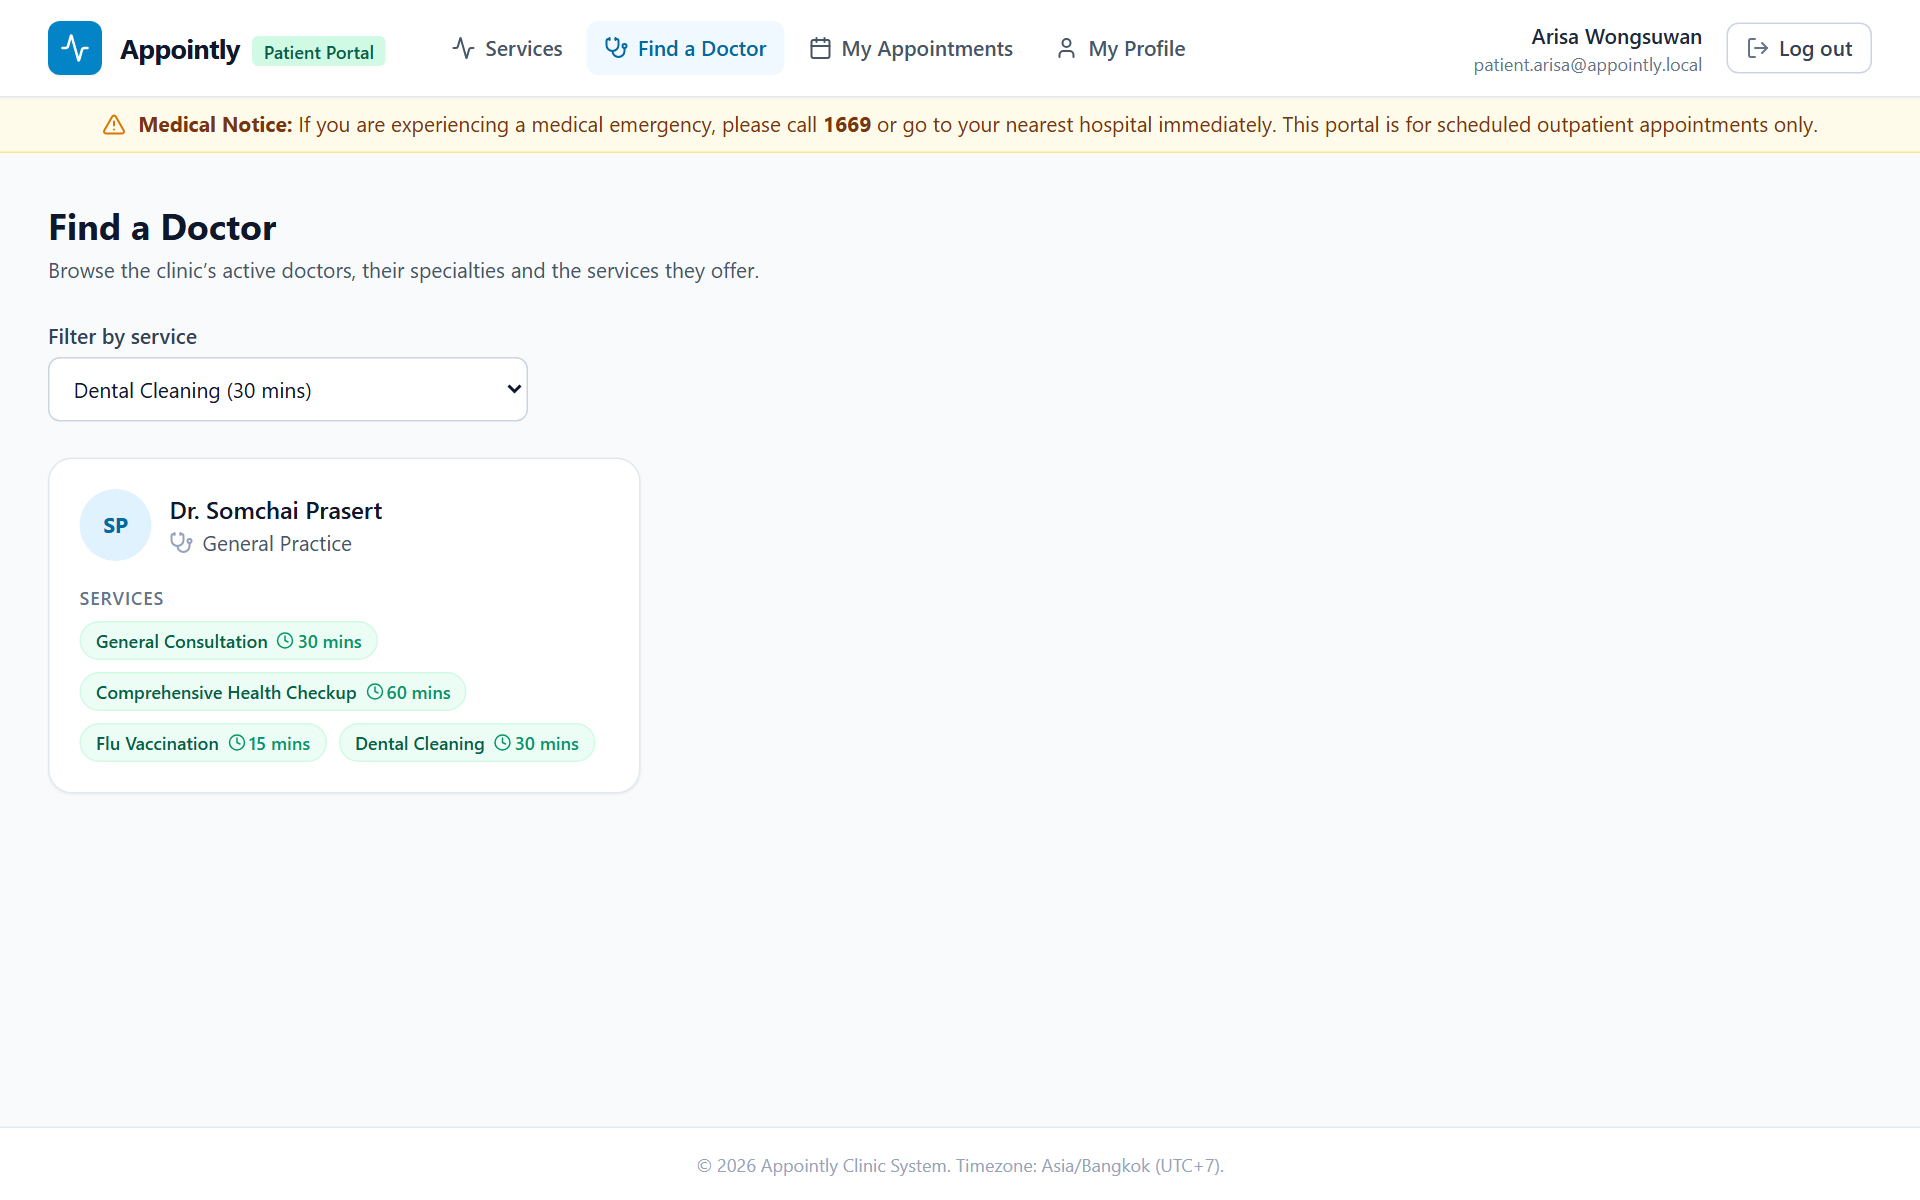 Appointly Patient Portal Services Find a Doctor My Appointments My Profile Arisa Wongsuwan Log out
patient.arisa@appointly.local
Medical Notice: If you are experiencing a medical emergency, please call 1669 or go to your nearest hospital immediately. This portal is for scheduled outpatient appointments only.
Find a Doctor
Browse the clinic’s active doctors, their specialties and the services they offer.
Filter by service
Dental Cleaning (30 mins)
SP Dr. Somchai Prasert
General Practice
SERVICES
General Consultation 30 mins
Comprehensive Health Checkup 60 mins
Flu Vaccination 15 mins Dental Cleaning 30 mins
© 2026 Appointly Clinic System. Timezone: Asia/Bangkok (UTC+7).